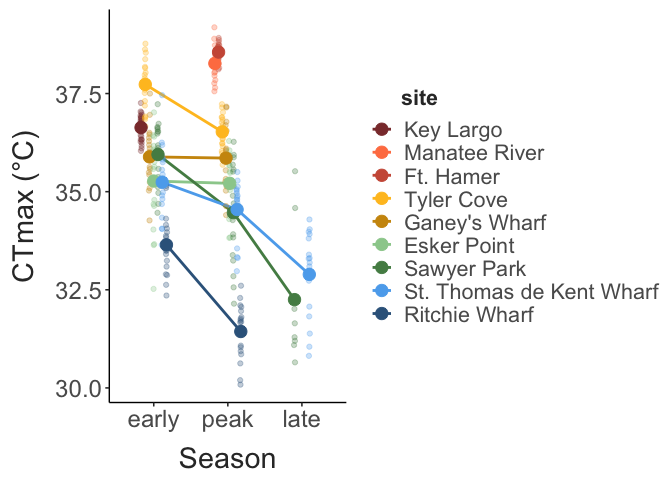 CTmax (°C)
37.5
35.0
32.5
30.0
early peak late
Season
site
Key Largo
Manatee River
Ft. Hamer
Tyler Cove
Ganey's Wharf
Esker Point
Sawyer Park
St. Thomas de Kent Wharf
Ritchie Wharf